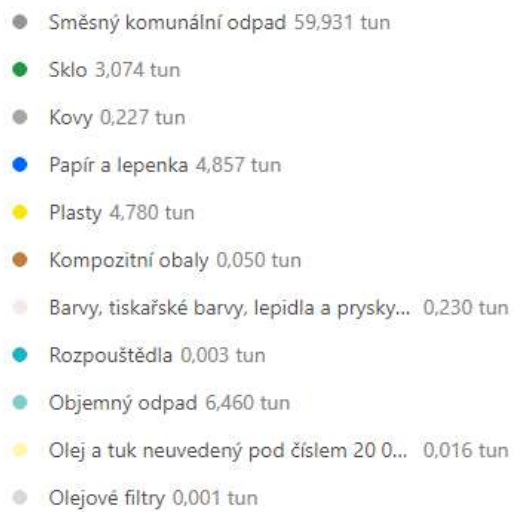 Směsný komunální odpad 59,931 tun
Sklo 3,074 tun
Kovy 0,227 tun
Papír a lepenka 4,857 tun
Plasty 4,780 tun
Kompozitní obaly 0,050 tun
Barvy, tiskařské barvy, lepidla a prysky... 0,230 tun
Rozpouštědla 0,003 tun
Objemný odpad 6,460 tun
Olej a tuk neuvedený pod číslem 20 0... 0,016 tun
Olejové filtry 0,001 tun